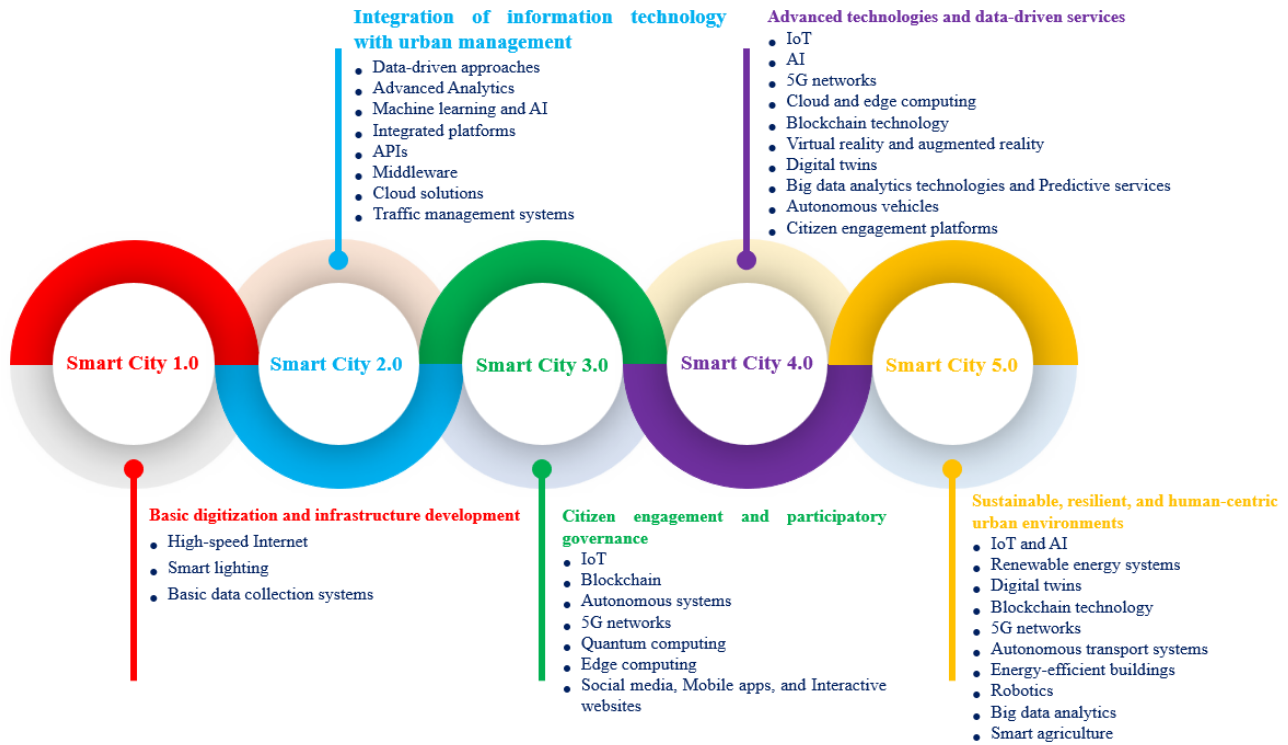 Integration of information technology
with urban management
Data-driven approaches
Advanced Analytics
Machine learning and AI
Integrated platforms
APIs
Middleware
Cloud solutions
Traffic management systems
Advanced technologies and data-driven services
IoT
AI
5G networks
Cloud and edge computing
Blockchain technology
Virtual reality and augmented reality
Digital twins
Big data analytics technologies and Predictive services
Autonomous vehicles
Citizen engagement platforms
Smart City 1.0
Smart City 2.0
Smart City 3.0
Smart City 4.0
Smart City 5.0
Basic digitization and infrastructure development
High-speed Internet
Smart lighting
Basic data collection systems
Citizen engagement and participatory
governance
IoT
Blockchain
Autonomous systems
5G networks
Quantum computing
Edge computing
Social media, Mobile apps, and Interactive
websites
Sustainable, resilient, and human-centric
urban environments
IoT and AI
Renewable energy systems
Digital twins
Blockchain technology
5G networks
Autonomous transport systems
Energy-efficient buildings
Robotics
Big data analytics
Smart agriculture